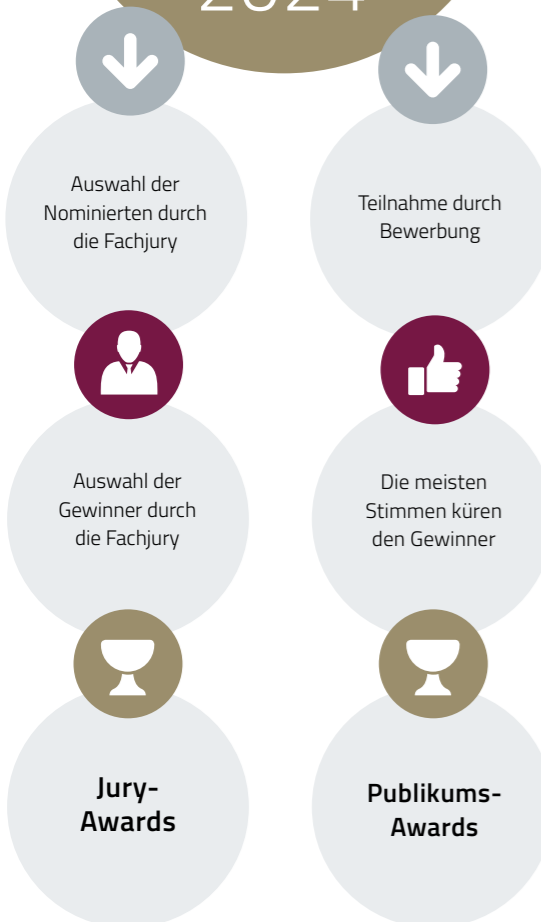 2024
Auswahl der
Nominierten durch
die Fachjury
Auswahl der
Gewinner durch
die Fachjury
Jury-
Awards
Teilnahme durch
Bewerbung
Die meisten
Stimmen küren
den Gewinner
Publikums-
Awards